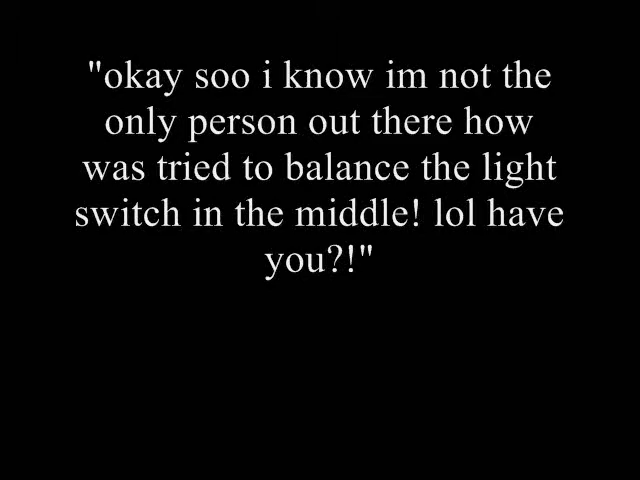 "okay soo i know im not the
only person out there how
was tried to balance the light
switch in the middle! lol have
you?!"